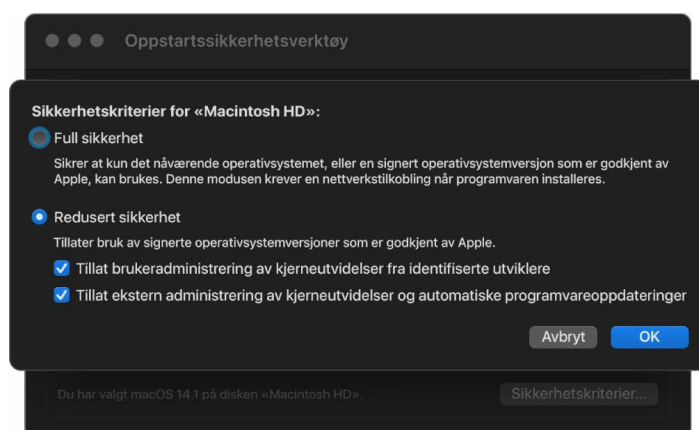 Oppstartssikkerhetsverktøy
Sikkerhetskriterier for «Macintosh HD»:
Full sikkerhet
Sikrer at kun det nåværende operativsystemet, eller en signert operativsystemversjon som er godkjent av
Apple, kan brukes. Denne modusen krever en nettverkstilkobling når programvaren installeres.
Redusert sikkerhet
Tillater bruk av signerte operativsystemversjoner som er godkjent av Apple.
Tillat brukeradministrering av kjerneutvidelser fra identifiserte utviklere
Tillat ekstern administrering av kjerneutvidelser og automatiske programvareoppdateringer
Avbryt OK
Du har valgt macOS 14.1 på disken «Macintosh HD». Sikkerhetskriterier...